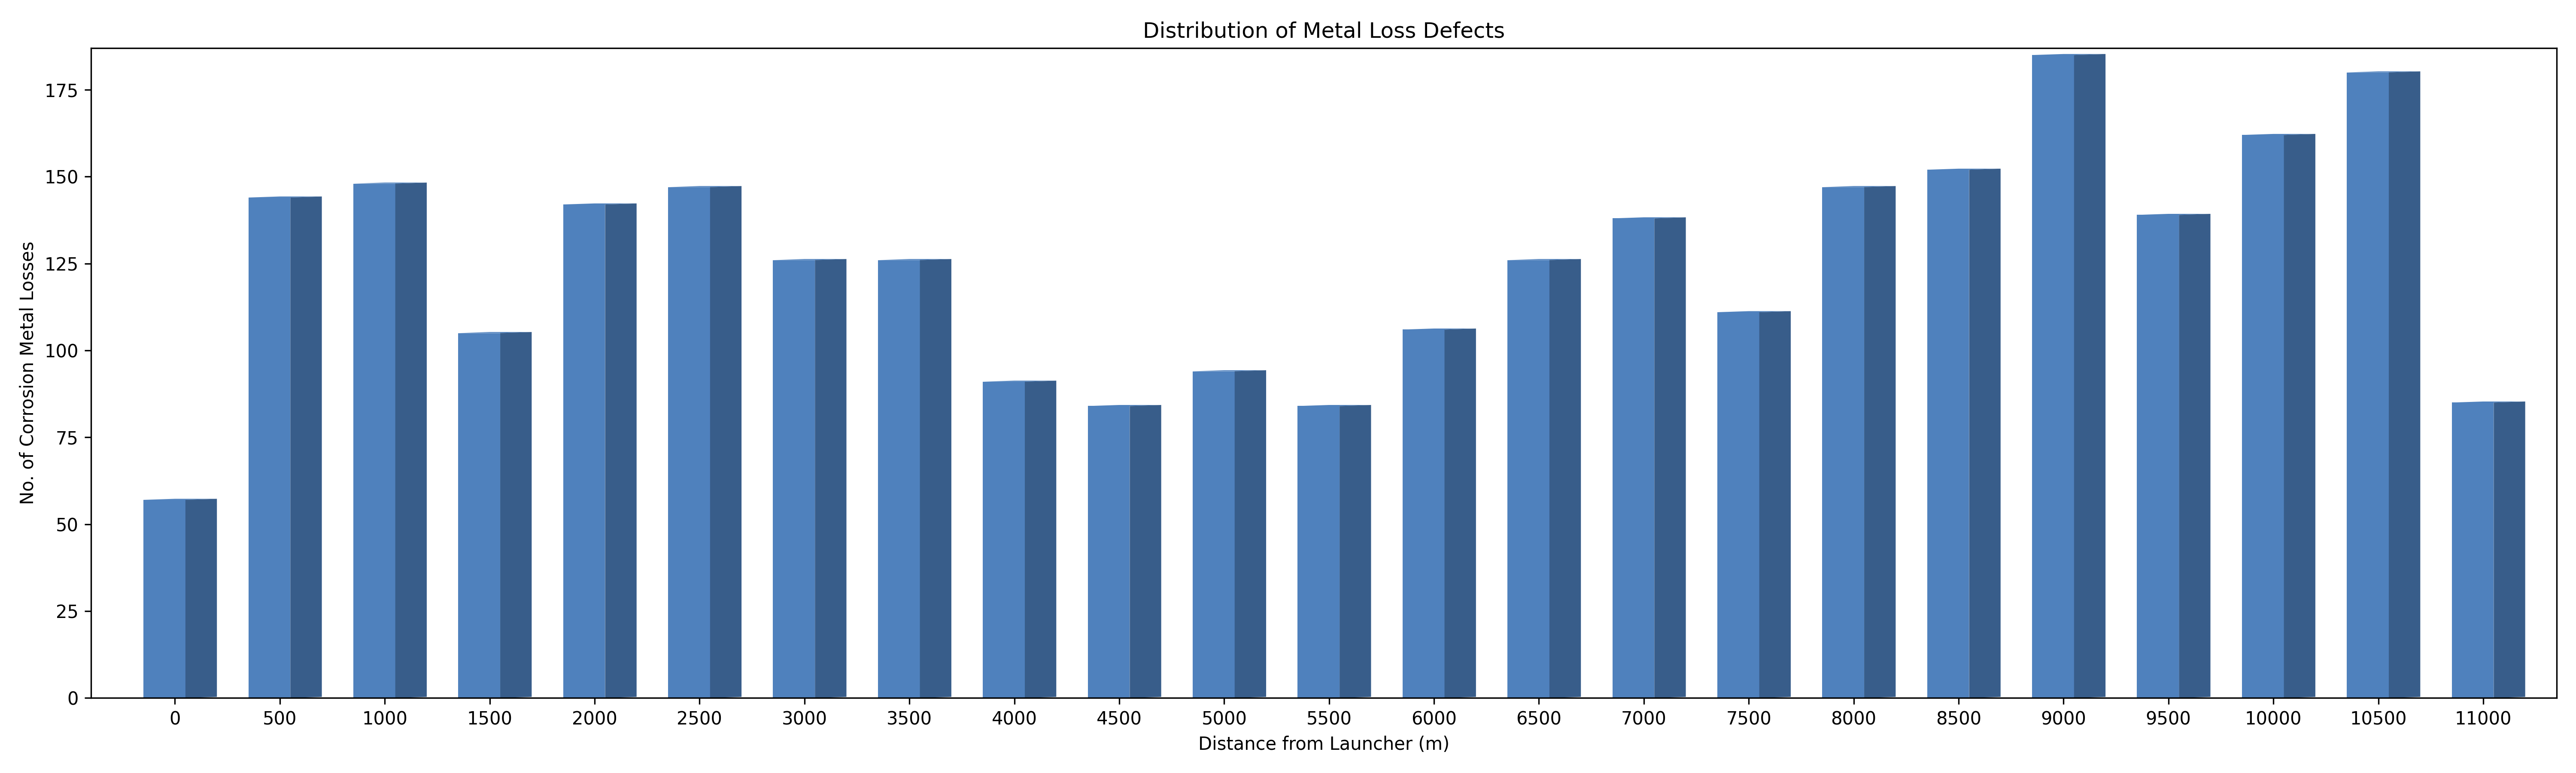 Distribution of Metal Loss Defects
No. of Corrosion Metal Losses
175
150
125
100
75
50
25
0
0 500 1000 1500 2000 2500 3000 3500 4000 4500 5000 5500 6000 6500 7000 7500 8000 8500 9000 9500 10000 10500 11000
Distance from Launcher (m)